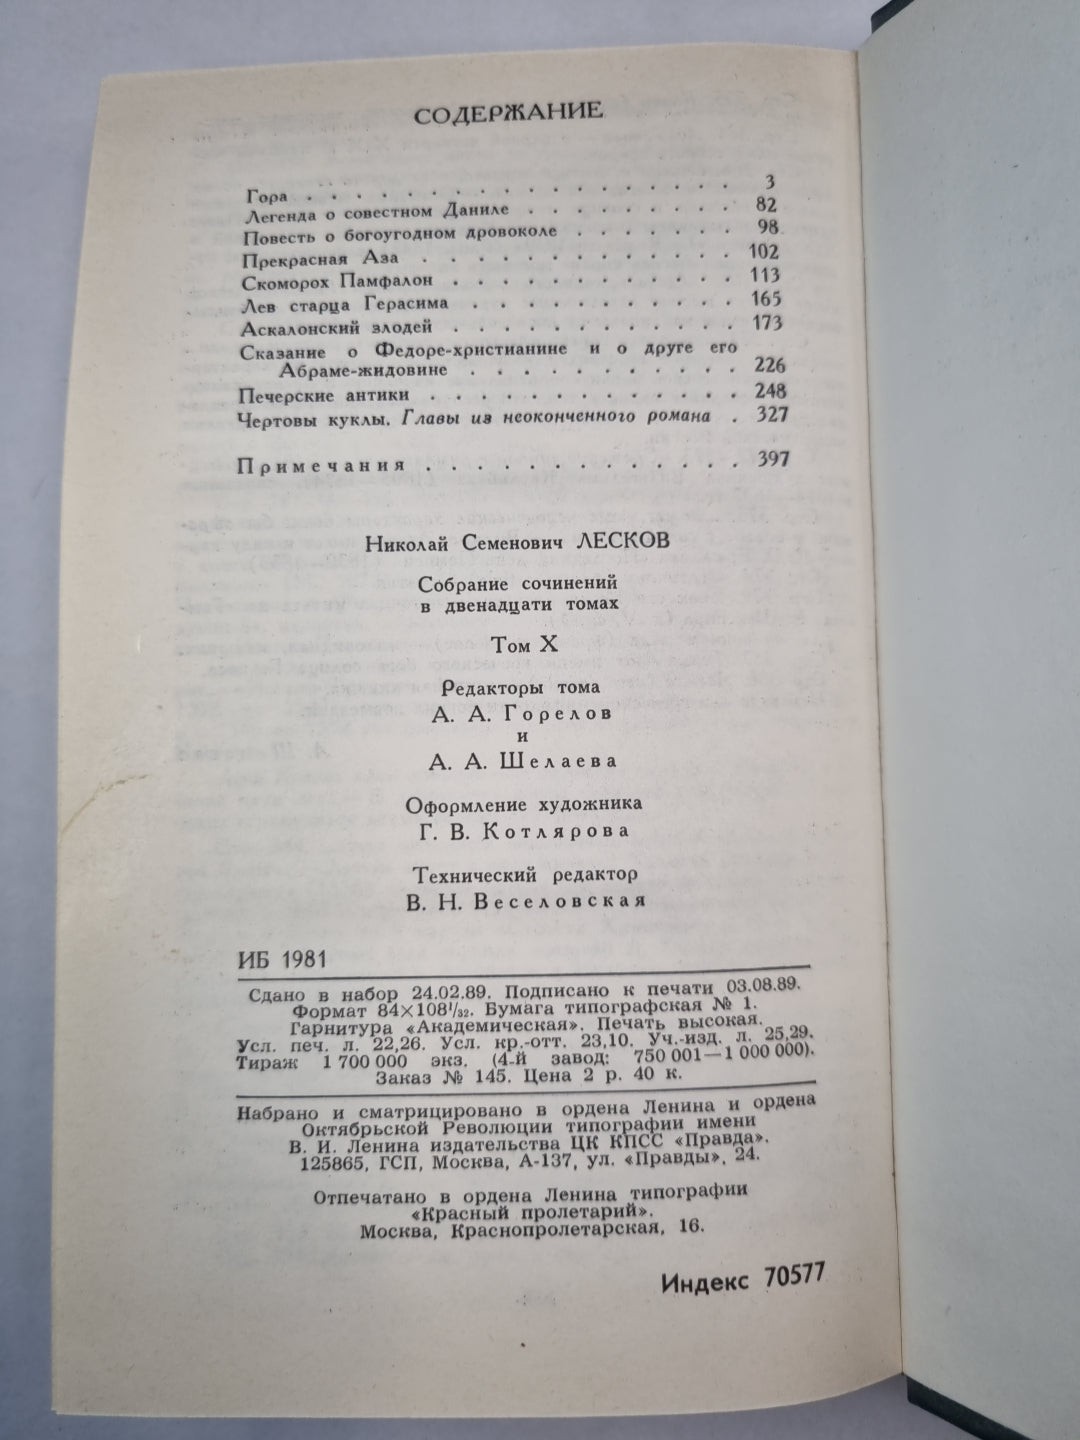 СОДЕРЖАНИЕ
Гора . . . . . . . . . . . . . . . . . 3
Легенда о совестном Даниле . . . . . . . . . 82
Повесть о богоугодном дровоколе . . . . . . . 98
Прекрасная Аза . . . . . . . . . . . . . 102
Скоморох Памфалон . . . . . . . . . . . . 113
Лев старца Герасима . . . . . . . . . . . 165
Аскалонский злодей . . . . . . . . . . . . 173
Сказание о Федоре-христианине и о друге его
Абраме-жидовине . . . . . . . . . . . 226
Печерские антики . . . . . . . . . . . . . 248
Чертовы куклы. Главы из неоконченного романа . 327
Примечания . . . . . . . . . . . . 397
Николай Семенович ЛЕСКОВ
Собрание сочинений
в двенадцати томах
Том X
Редакторы тома
А. А. Горелов
и
А. А. Шелаева
Оформление художника
Г. В. Котлярова
Технический редактор
В. Н. Веселовская
ИБ 1981
Сдано в набор 24.02.89. Подписано к печати 03.08.89.
Формат 84×108¹/₃₂. Бумага типографская № 1.
Гарнитура «Академическая». Печать высокая.
Усл. печ. л. 22,26. Усл. кр.-отт. 23,10. Уч.-изд. л. 25,29.
Тираж 1 700 000 экз. (4-й завод: 750 001—1 000 000).
Заказ № 145. Цена 2 р. 40 к.
Набрано и сматрицировано в ордена Ленина и ордена
Октябрьской Революции типографии имени
В. И. Ленина издательства ЦК КПСС «Правда».
125865, ГСП, Москва, А-137, ул. «Правды», 24.
Отпечатано в ордена Ленина типографии
«Красный пролетарий».
Москва, Краснопролетарская, 16.
Индекс 70577